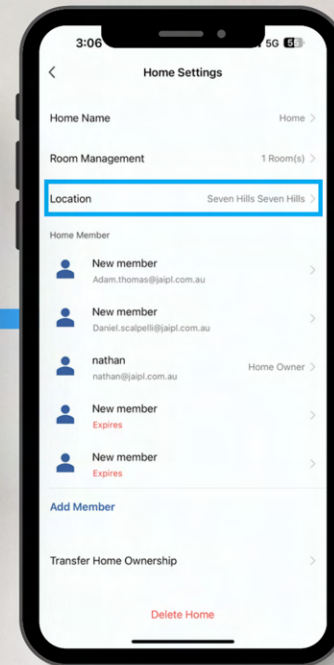 3:06
5G 55
Home Settings
Home Name Home
Room Management 1 Room(s)
Location Seven Hills Seven Hills
Home Member
New member
Adam.thomas@jaipl.com.au
New member
Daniel.scalpelli@jaipl.com.au
nathan
nathan@jaipl.com.au
Home Owner
New member
Expires
New member
Expires
Add Member
Transfer Home Ownership
Delete Home